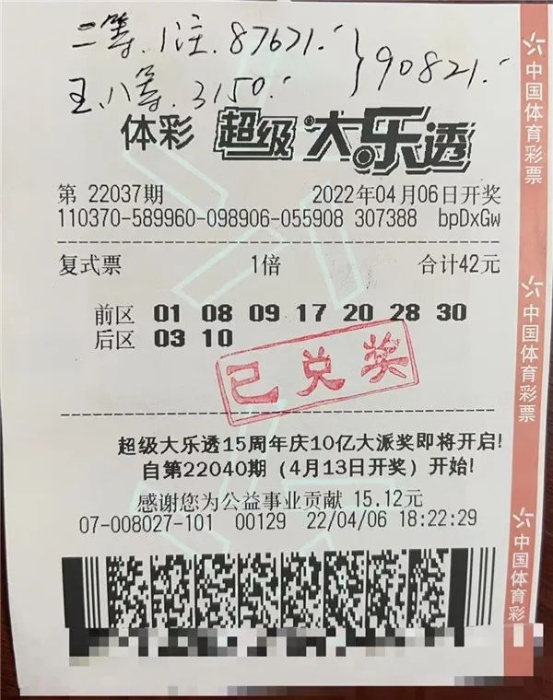 二等.1注.87671.
90821.
五八等.3150.
体彩 超级大乐透
第 22037期 2022年04月06日开奖
110370-589960-098906-055908 307388 bpDxGw
复式票 1倍 合计42元
前区 01 08 09 17 20 28 30
后区 03 10
已兑奖
超级大乐透15周年庆10亿大派奖即将开启!
自第22040期（4月13日开奖）开始!
感谢您为公益事业贡献 15.12元
07-008027-101 00129 22/04/06 18:22:29
中国体育彩票
中国体育彩票
中国体育彩